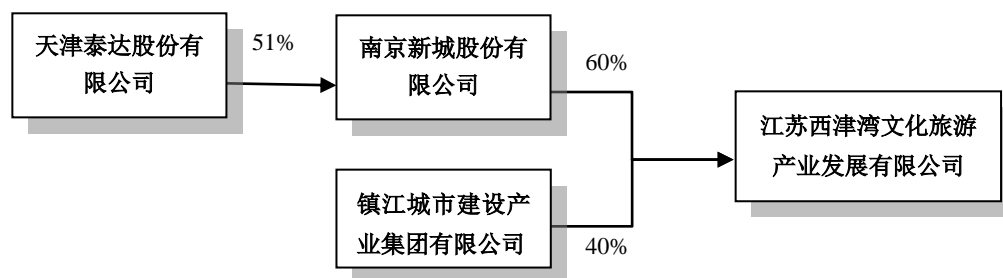 天津泰达股份有
限公司
51%
南京新城股份有
限公司
60%
江苏西津湾文化旅游
产业发展有限公司
镇江城市建设产
业集团有限公司
40%